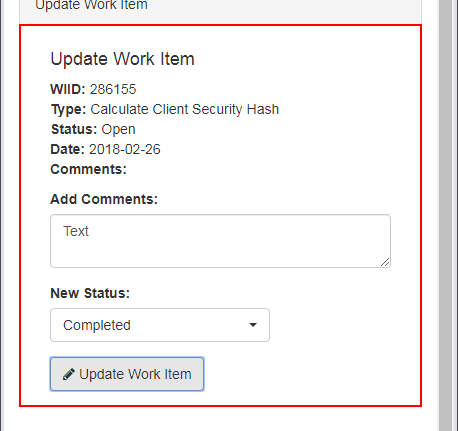 Update Work Item
Update Work Item
WIID: 286155
Type: Calculate Client Security Hash
Status: Open
Date: 2018-02-26
Comments:
Add Comments:
Text
New Status:
Completed
Update Work Item